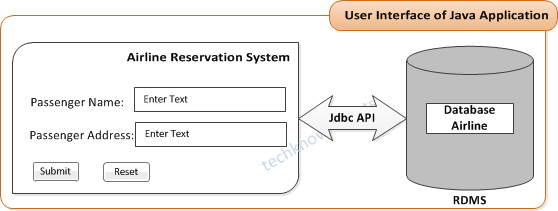 User Interface of Java Application
Airline Reservation System
Passenger Name:
Enter Text
Passenger Address:
Enter Text
Submit
Reset
Jdbc API
Database
Airline
RDMS